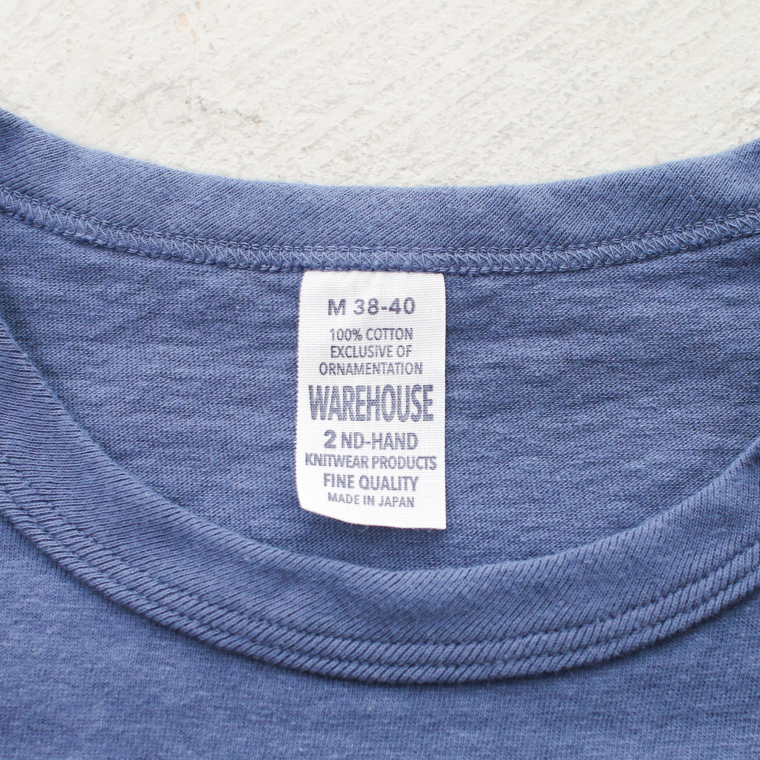 M 38-40
100% COTTON
EXCLUSIVE OF
ORNAMENTATION
WAREHOUSE
2 ND-HAND
KNITWEAR PRODUCTS
FINE QUALITY
MADE IN JAPAN